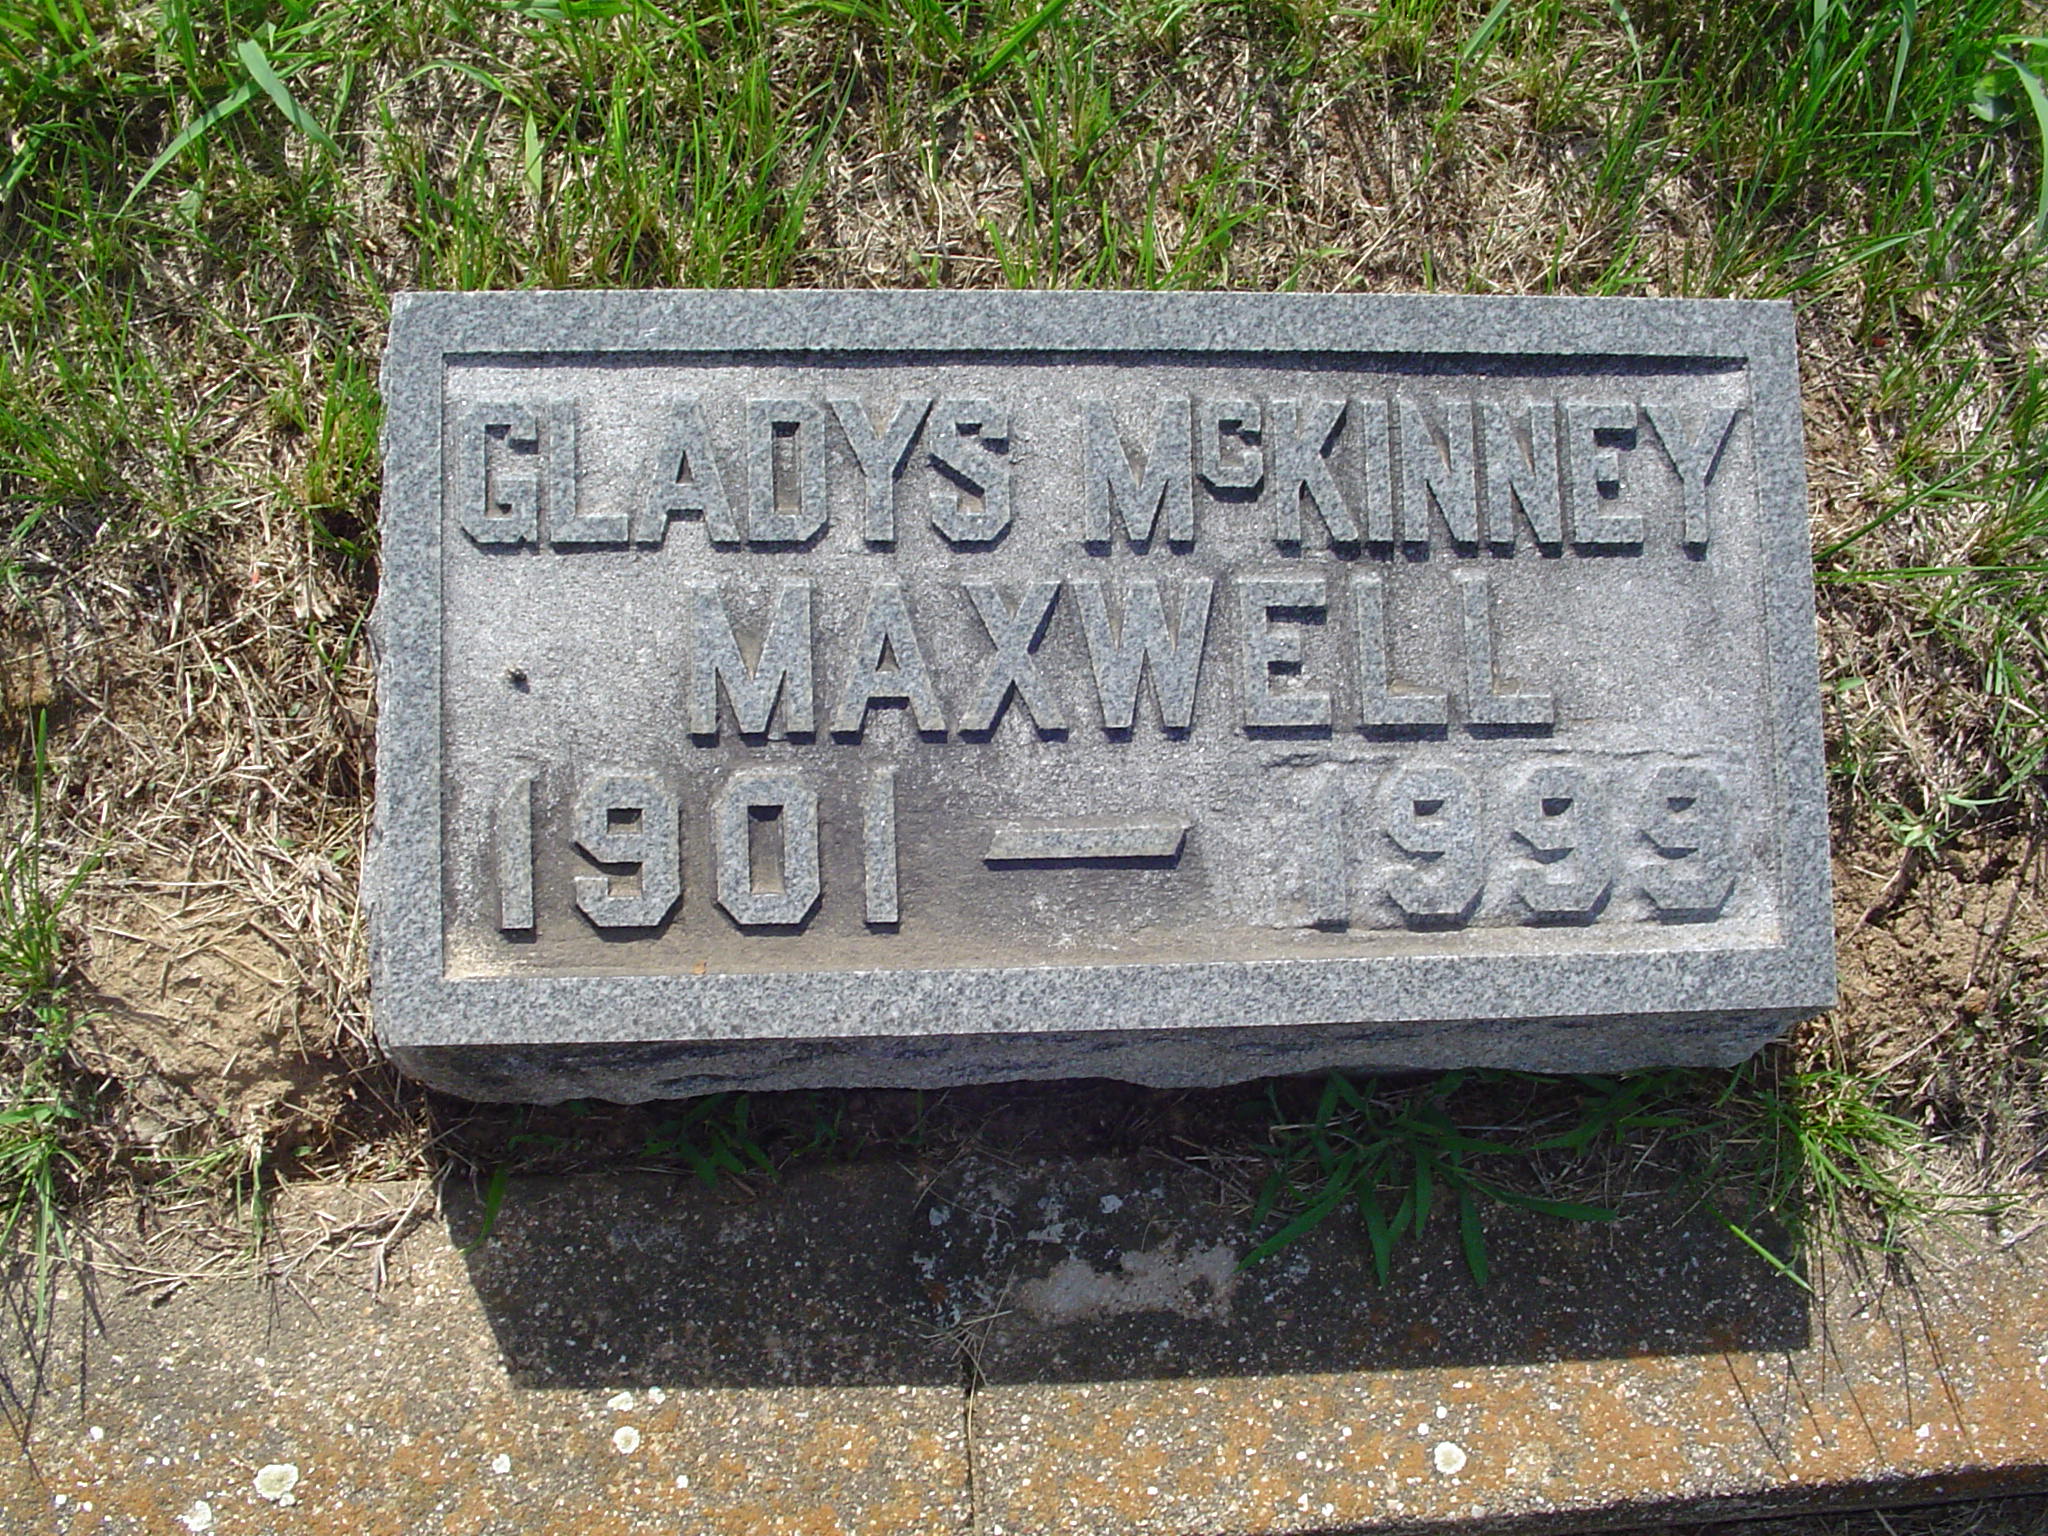 GLADYS McKINNEY
MAXWELL
1901 — 1999